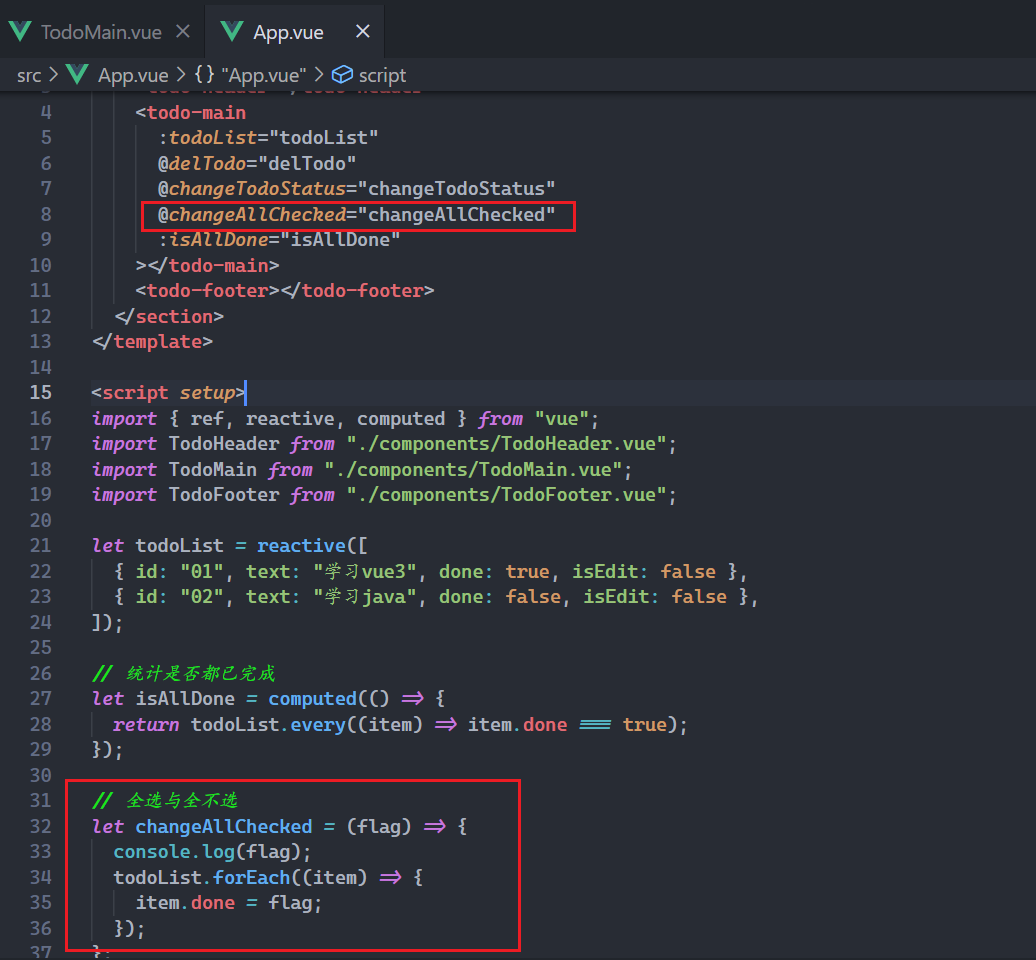 TodoMain.vue
App.vue
src > App.vue > {} "App.vue" > script
4 <todo-main
5 :todoList="todoList"
6 @delTodo="delTodo"
7 @changeTodoStatus="changeTodoStatus"
8 @changeAllChecked="changeAllChecked"
9 :isAllDone="isAllDone"
10 ></todo-main>
11 <todo-footer></todo-footer>
12 </section>
13 </template>
14
15 <script setup>
16 import { ref, reactive, computed } from "vue";
17 import TodoHeader from "./components/TodoHeader.vue";
18 import TodoMain from "./components/TodoMain.vue";
19 import TodoFooter from "./components/TodoFooter.vue";
20
21 let todoList = reactive([
22 { id: "01", text: "学习vue3", done: true, isEdit: false },
23 { id: "02", text: "学习java", done: false, isEdit: false },
24 ]);
25
26 // 统计是否都已完成
27 let isAllDone = computed(() => {
28 return todoList.every((item) => item.done === true);
29 });
30
31 // 全选与全不选
32 let changeAllChecked = (flag) => {
33 console.log(flag);
34 todoList.forEach((item) => {
35 item.done = flag;
36 });
37 };